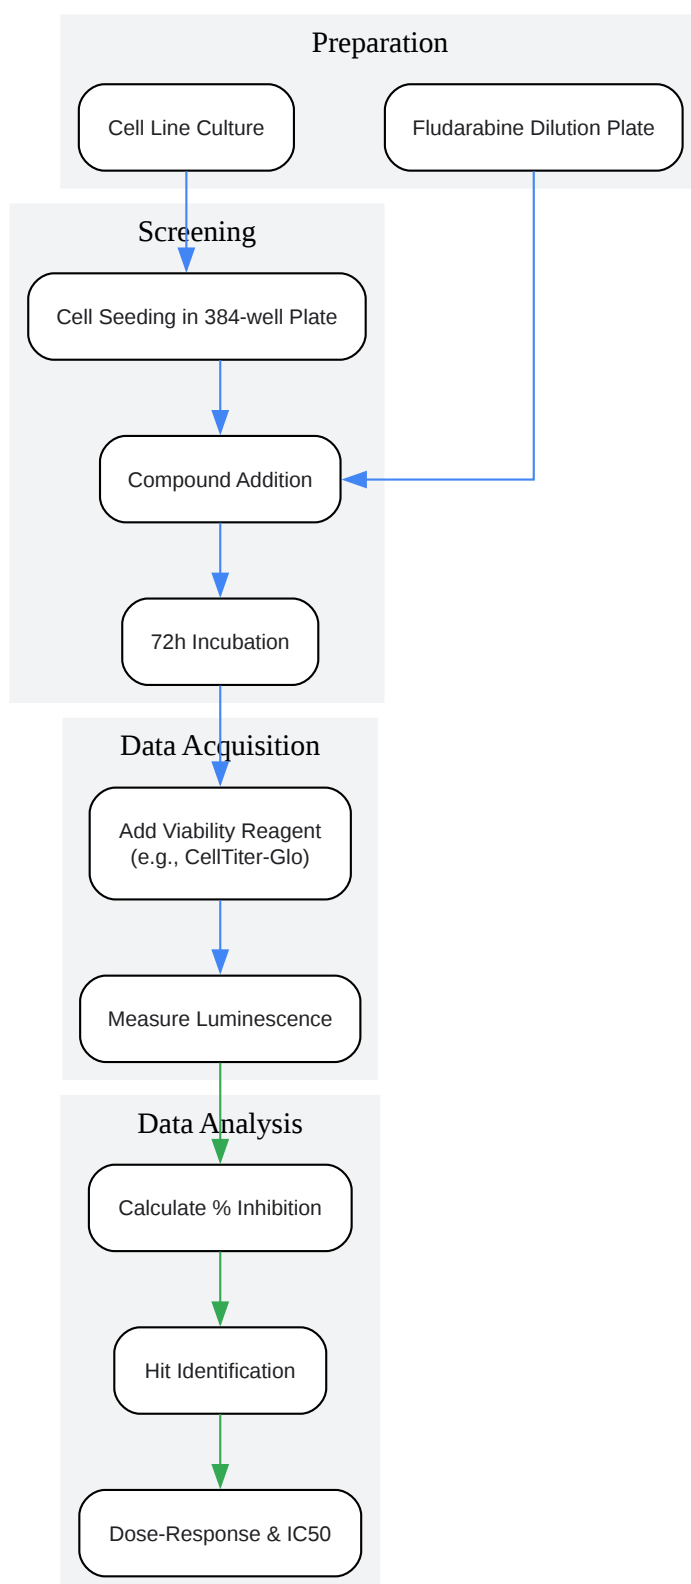 Preparation
Cell Line Culture
Fludarabine Dilution Plate
Screening
Cell Seeding in 384-well Plate
Compound Addition
72h Incubation
Data Acquisition
Add Viability Reagent
(e.g., CellTiter-Glo)
Measure Luminescence
Data Analysis
Calculate % Inhibition
Hit Identification
Dose-Response & IC50